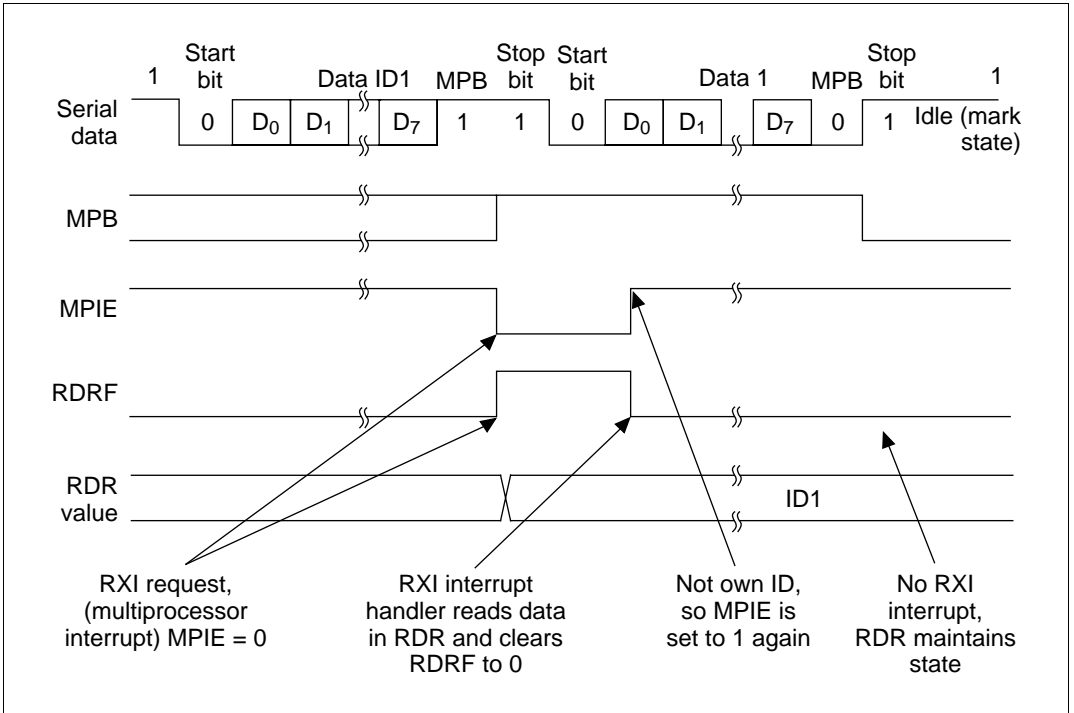 Start Stop Start Stop
1 bit Data ID1 MPB bit bit Data 1 MPB bit 1
Serial data 0 D0 D1 D7 1 1 0 D0 D1 D7 0 1 Idle (mark state)
MPB
MPIE
RDRF
RDR
value
ID1
RXI request,
(multiprocessor
interrupt) MPIE = 0
RXI interrupt
handler reads data
in RDR and clears
RDRF to 0
Not own ID,
so MPIE is
set to 1 again
No RXI
interrupt,
RDR maintains
state